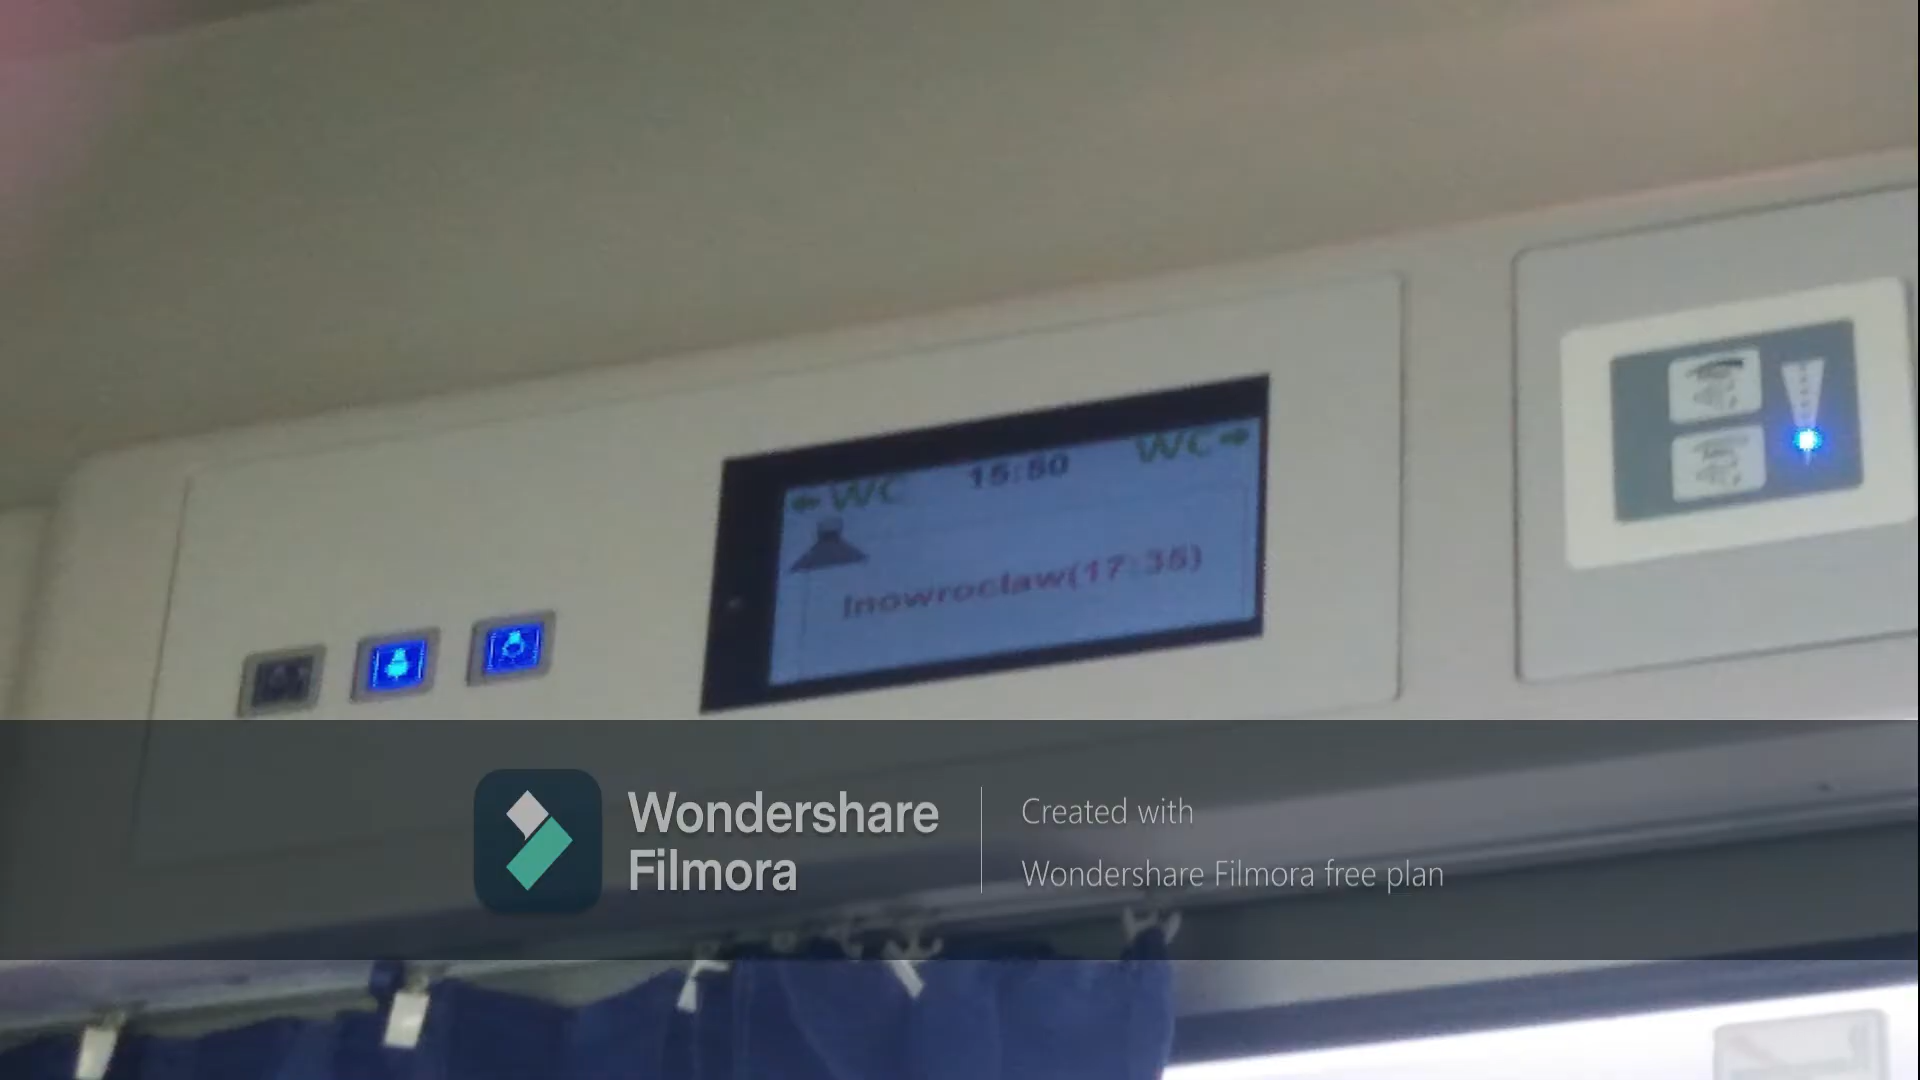 WC 15:50 WC
Inowroclaw(17:35)
Wondershare
Filmora
Created with
Wondershare Filmora free plan